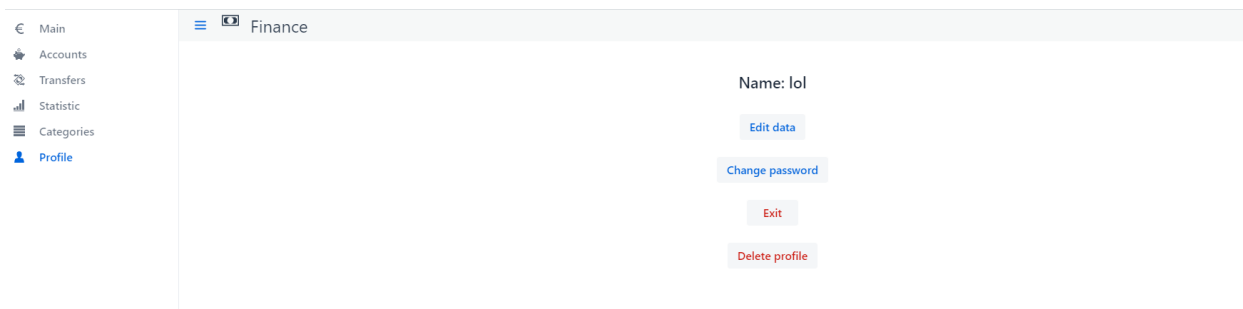 Main
Accounts
Transfers
Statistic
Categories
Profile
Finance
Name: lol
Edit data
Change password
Exit
Delete profile